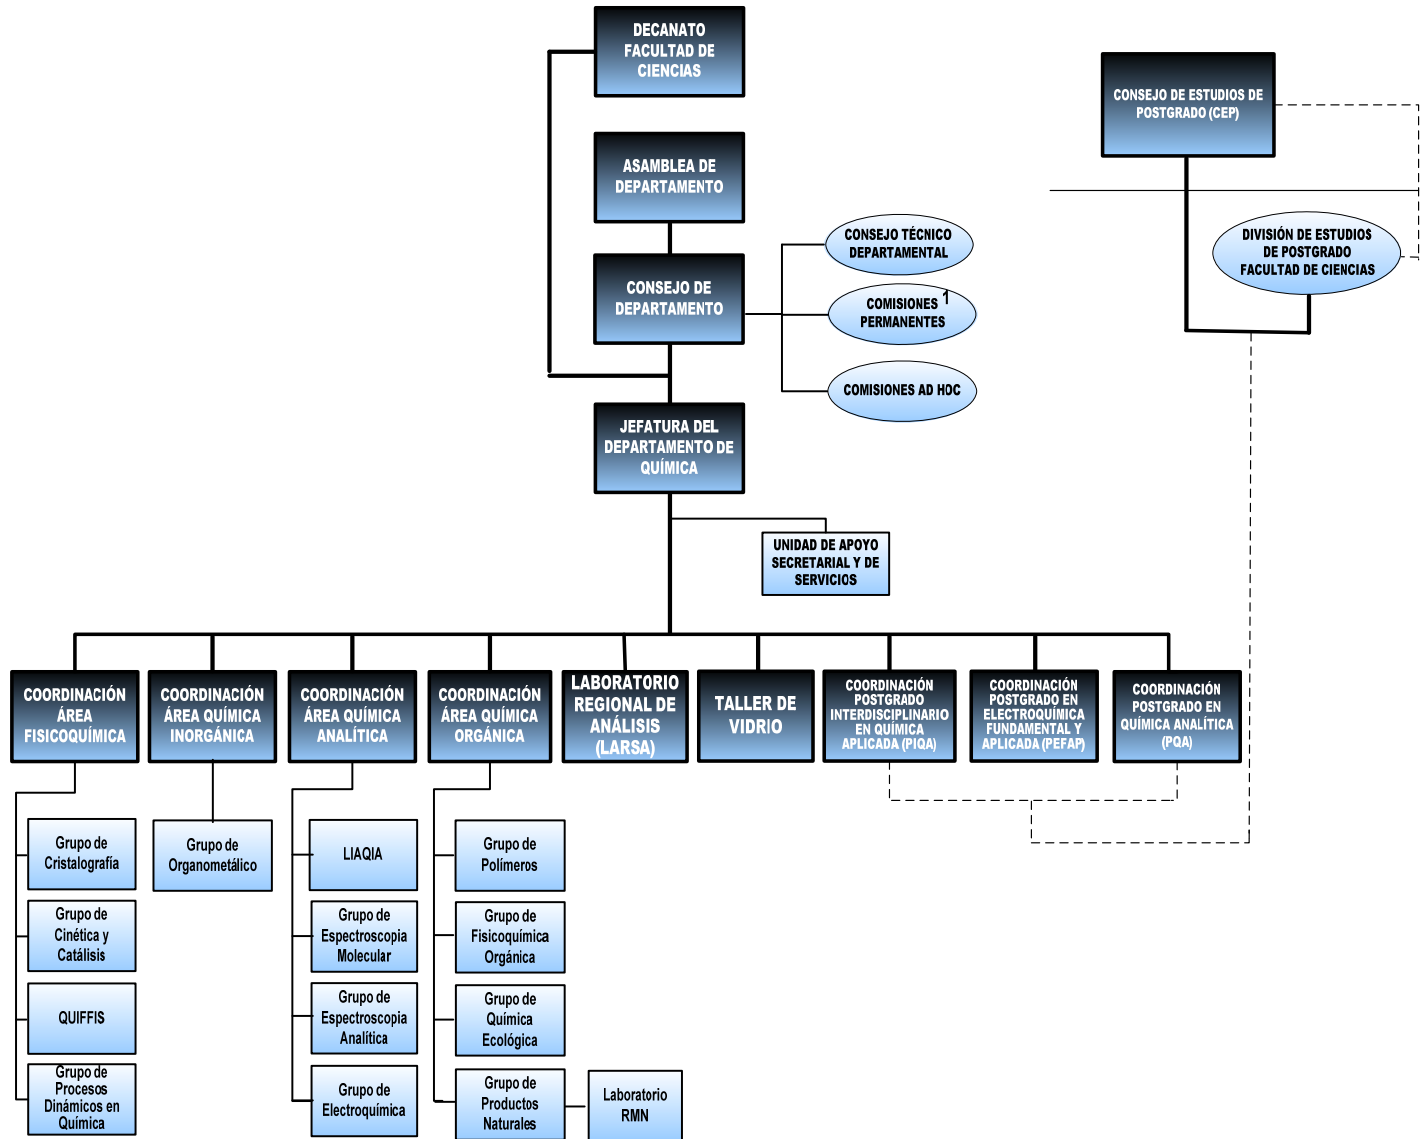 DECANATO
FACULTAD DE
CIENCIAS
CONSEJO DE ESTUDIOS DE
POSTGRADO (CEP)
ASAMBLEA DE
DEPARTAMENTO
CONSEJO TÉCNICO
DEPARTAMENTAL
DIVISIÓN DE ESTUDIOS
DE POSTGRADO
FACULTAD DE CIENCIAS
CONSEJO DE
DEPARTAMENTO
COMISIONES 1
PERMANENTES
COMISIONES AD HOC
JEFATURA DEL
DEPARTAMENTO DE
QUÍMICA
UNIDAD DE APOYO
SECRETARIAL Y DE
SERVICIOS
COORDINACIÓN
ÁREA
FISICOQUÍMICA
COORDINACIÓN
ÁREA QUÍMICA
INORGÁNICA
COORDINACIÓN
ÁREA QUÍMICA
ANALÍTICA
COORDINACIÓN
ÁREA QUÍMICA
ORGÁNICA
LABORATORIO
REGIONAL DE
ANÁLISIS
(LARSA)
TALLER DE
VIDRIO
COORDINACIÓN
POSTGRADO
INTERDISCIPLINARIO
EN QUÍMICA
APLICADA (PIQA)
COORDINACIÓN
POSTGRADO EN
ELECTROQUÍMICA
FUNDAMENTAL Y
APLICADA (PEFAP)
COORDINACIÓN
POSTGRADO EN
QUÍMICA ANALÍTICA
(PQA)
Grupo de
Cristalografía
Grupo de
Cinética y
Catálisis
QUIFFIS
Grupo de
Procesos
Dinámicos en
Química
Grupo de
Organometálico
LIAQIA
Grupo de
Espectroscopia
Molecular
Grupo de
Espectroscopia
Analítica
Grupo de
Electroquímica
Grupo de
Polímeros
Grupo de
Fisicoquímica
Orgánica
Grupo de
Química
Ecológica
Grupo de
Productos
Naturales
Laboratorio
RMN